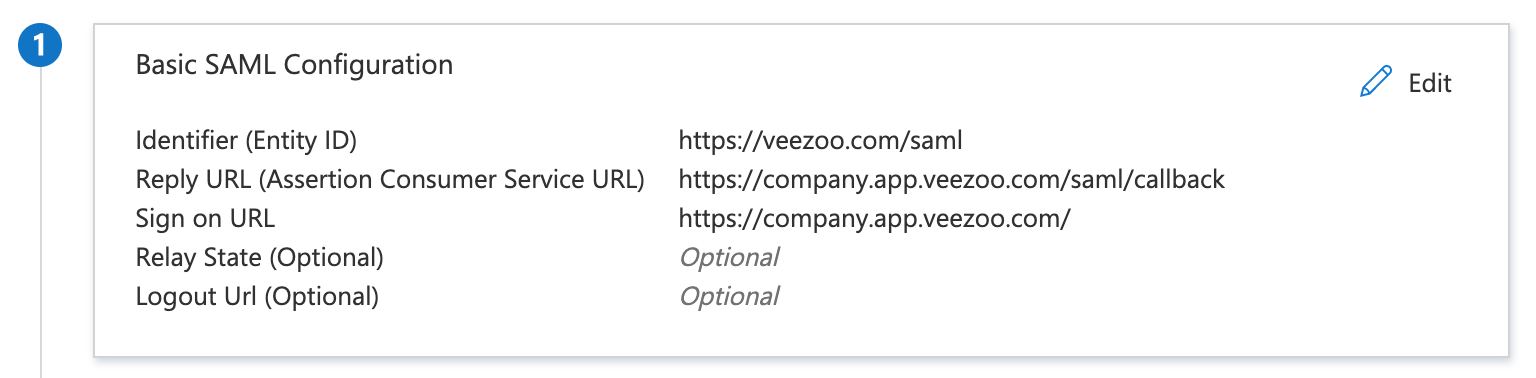 1
Basic SAML Configuration
Edit
Identifier (Entity ID) https://veezoo.com/saml
Reply URL (Assertion Consumer Service URL) https://company.app.veezoo.com/saml/callback
Sign on URL https://company.app.veezoo.com/
Relay State (Optional) Optional
Logout Url (Optional) Optional